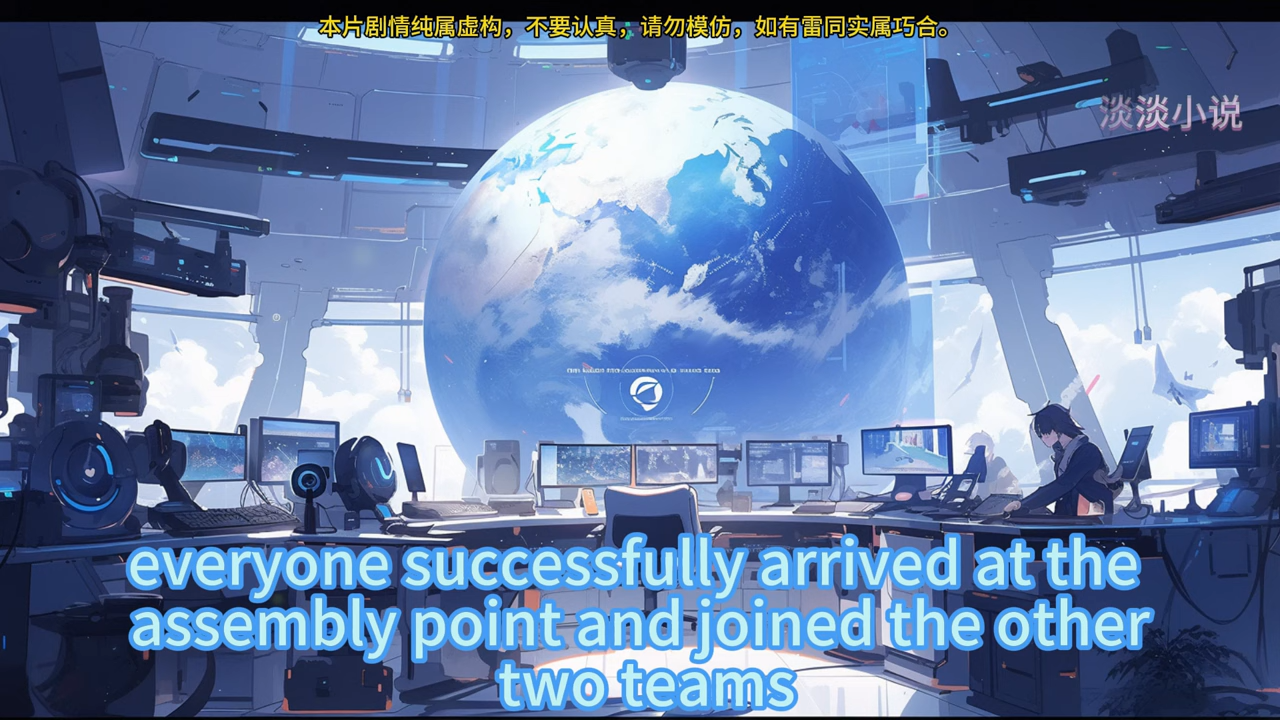 本片剧情纯属虚构，不要认真，请勿模仿，如有雷同实属巧合。
淡淡小说
everyone successfully arrived at the
assembly point and joined the other
two teams